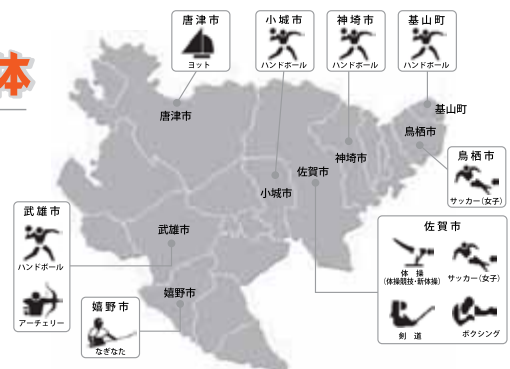 体
唐津市
ヨット
小城市
ハンドボール
神埼市
ハンドボール
基山町
ハンドボール
唐津市
基山町
鳥栖市
神埼市
佐賀市
小城市
鳥栖市
サッカー(女子)
武雄市
ハンドボール
アーチェリー
武雄市
嬉野市
嬉野市
なぎなた
佐賀市
体操
(体操競技・新体操)
サッカー(女子)
剣道
ボクシング